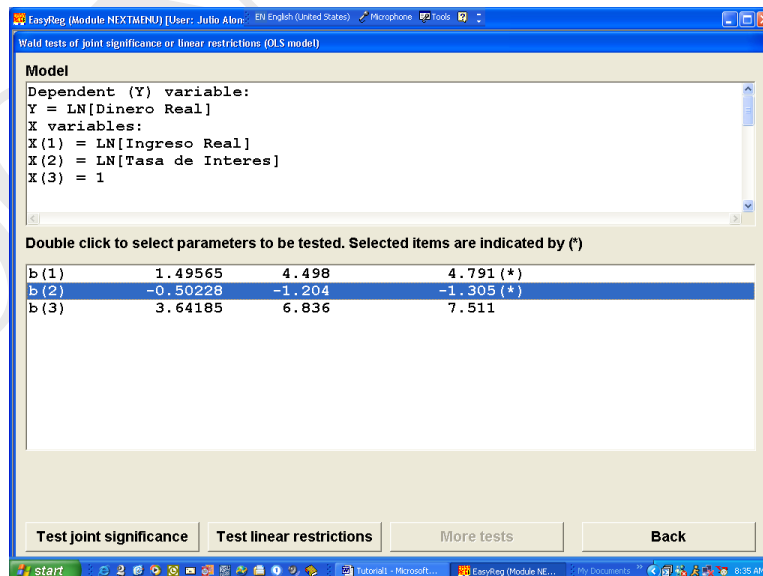 EasyReg (Module NEXTMENU) [User: Julio Alon
EN English (United States) Microphone Tools
Wald tests of joint significance or linear restrictions (OLS model)
Model
Dependent (Y) variable:
Y = LN[Dinero Real]
X variables:
X(1) = LN[Ingreso Real]
X(2) = LN[Tasa de Interes]
X(3) = 1
Double click to select parameters to be tested. Selected items are indicated by (*)
b(1) 1.49565 4.498 4.791(*)
b(2) -0.50228 -1.204 -1.305(*)
b(3) 3.64185 6.836 7.511
Test joint significance Test linear restrictions More tests Back
start Tutorial1 - Microsoft... EasyReg (Module NE... My Documents » 8:35 AM